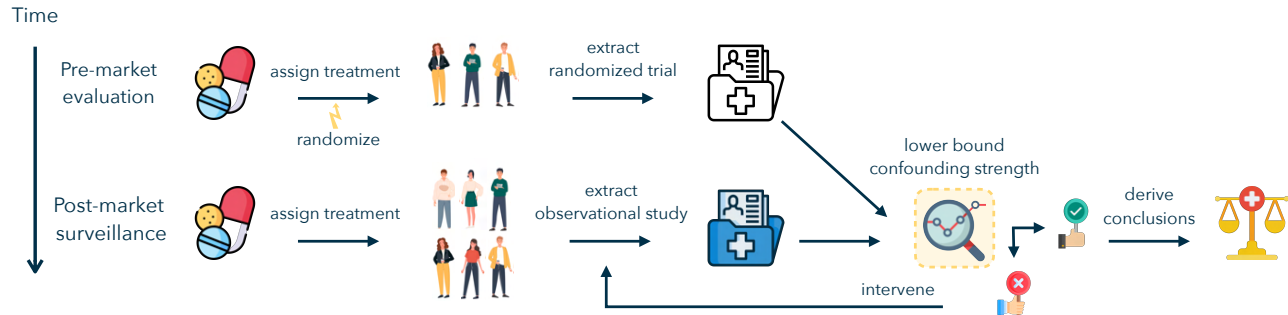 Time
Pre-market
evaluation
assign treatment
randomize
extract
randomized trial
lower bound
confounding strength
Post-market
surveillance
assign treatment
extract
observational study
derive
conclusions
intervene